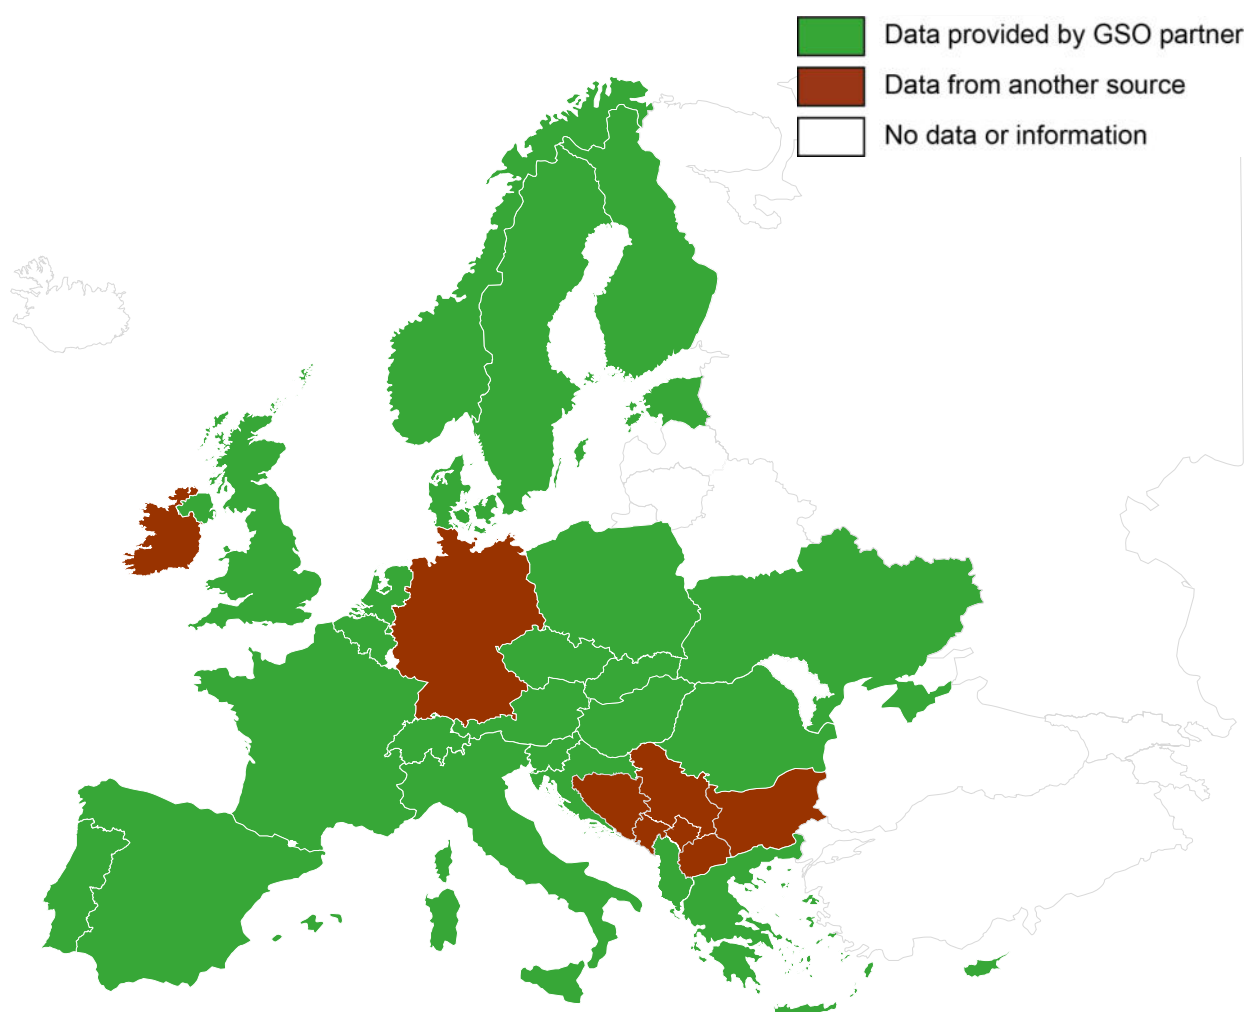 Data provided by GSO partner
Data from another source
No data or information